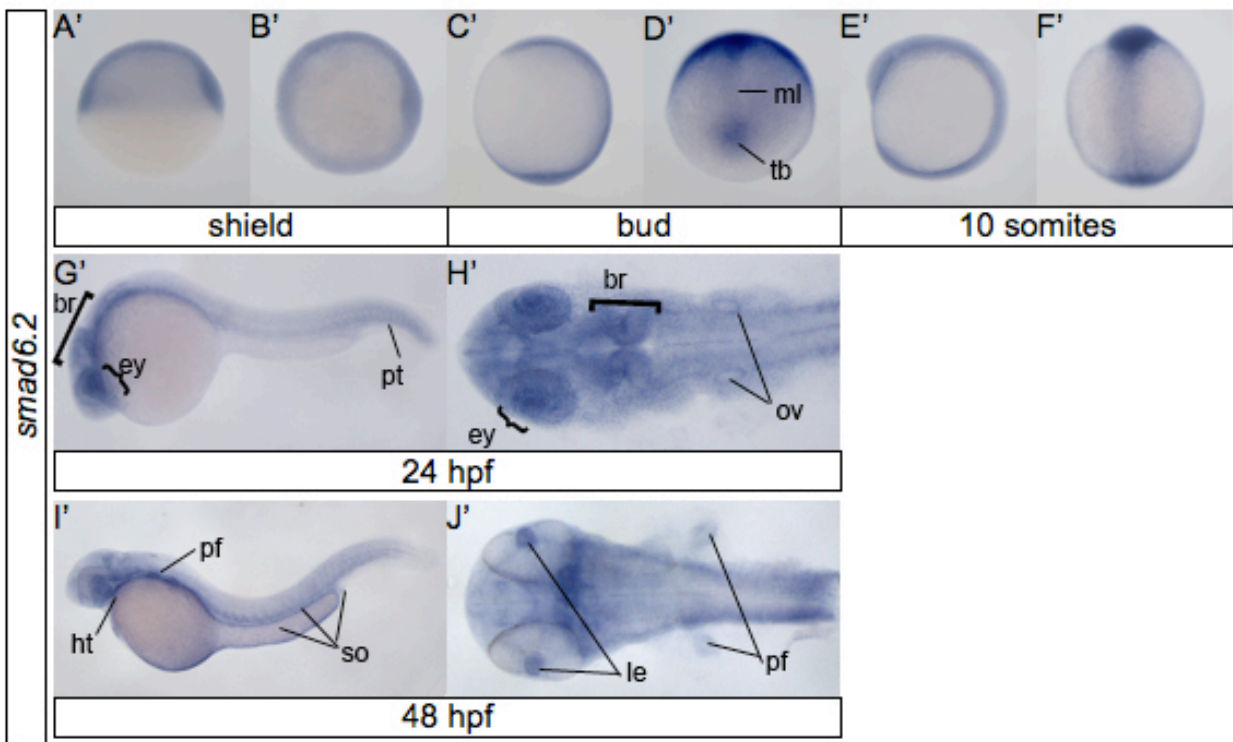 smad6.2
A’ B’ C’ D’ E’ F’
ml
tb
shield bud 10 somites
G’ H’
br br
ey pt
ov
ey
24 hpf
I’ J’
pf pf
ht so
le
48 hpf